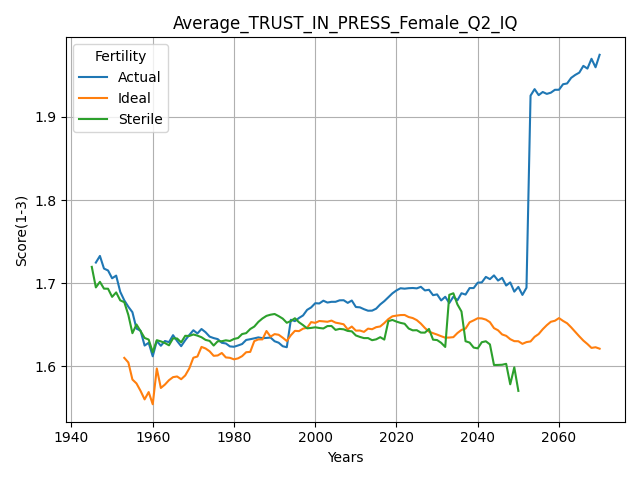 Average_TRUST_IN_PRESS_Female_Q2_IQ
Fertility
Actual
Ideal
Sterile
Score(1-3)
1.9
1.8
1.7
1.6
1940 1960 1980 2000 2020 2040 2060
Years